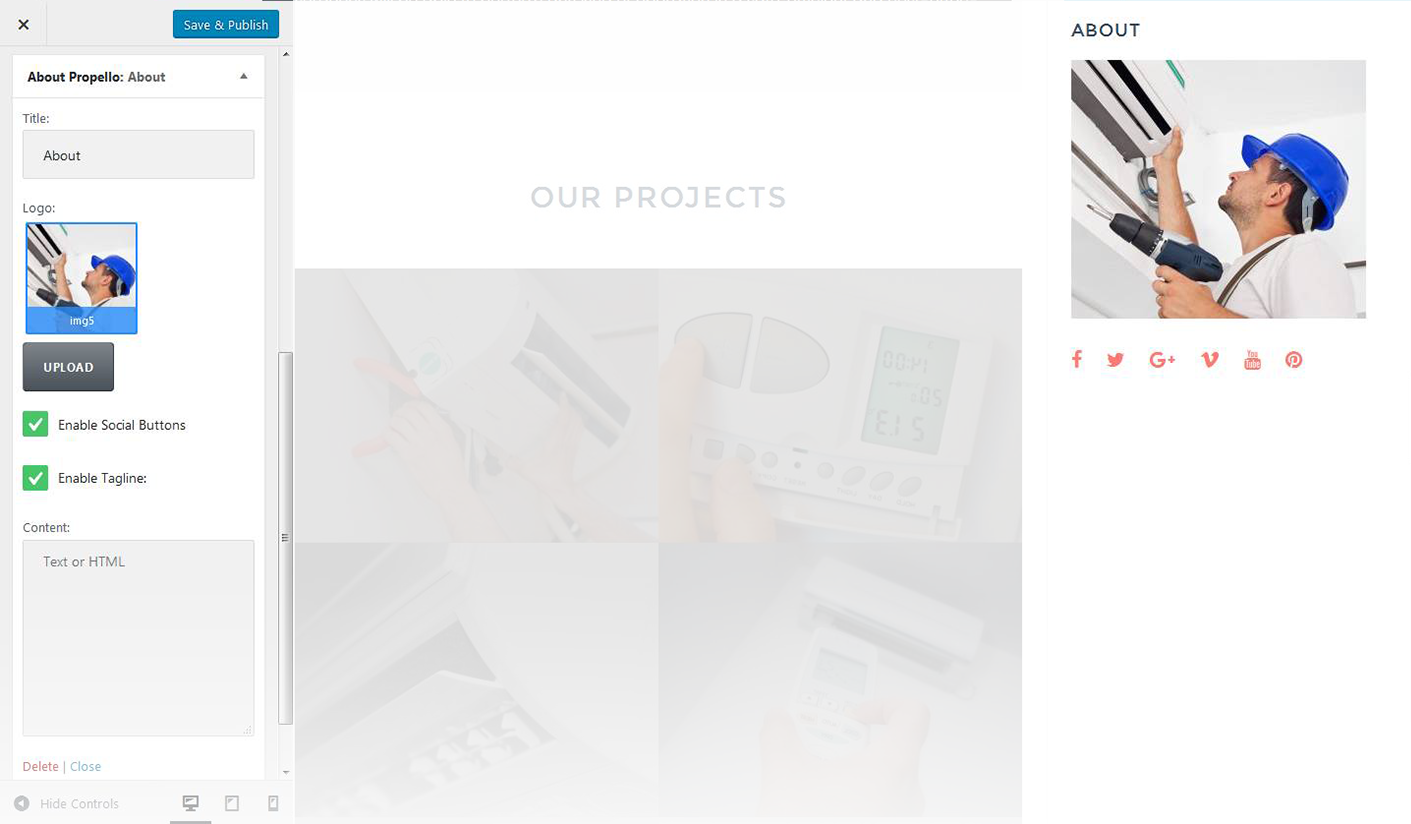 Save & Publish
About Propello: About
Title:
About
Logo:
img5
UPLOAD
Enable Social Buttons
Enable Tagline:
Content:
Text or HTML
Delete | Close
Hide Controls
OUR PROJECTS
ABOUT
You
Tube